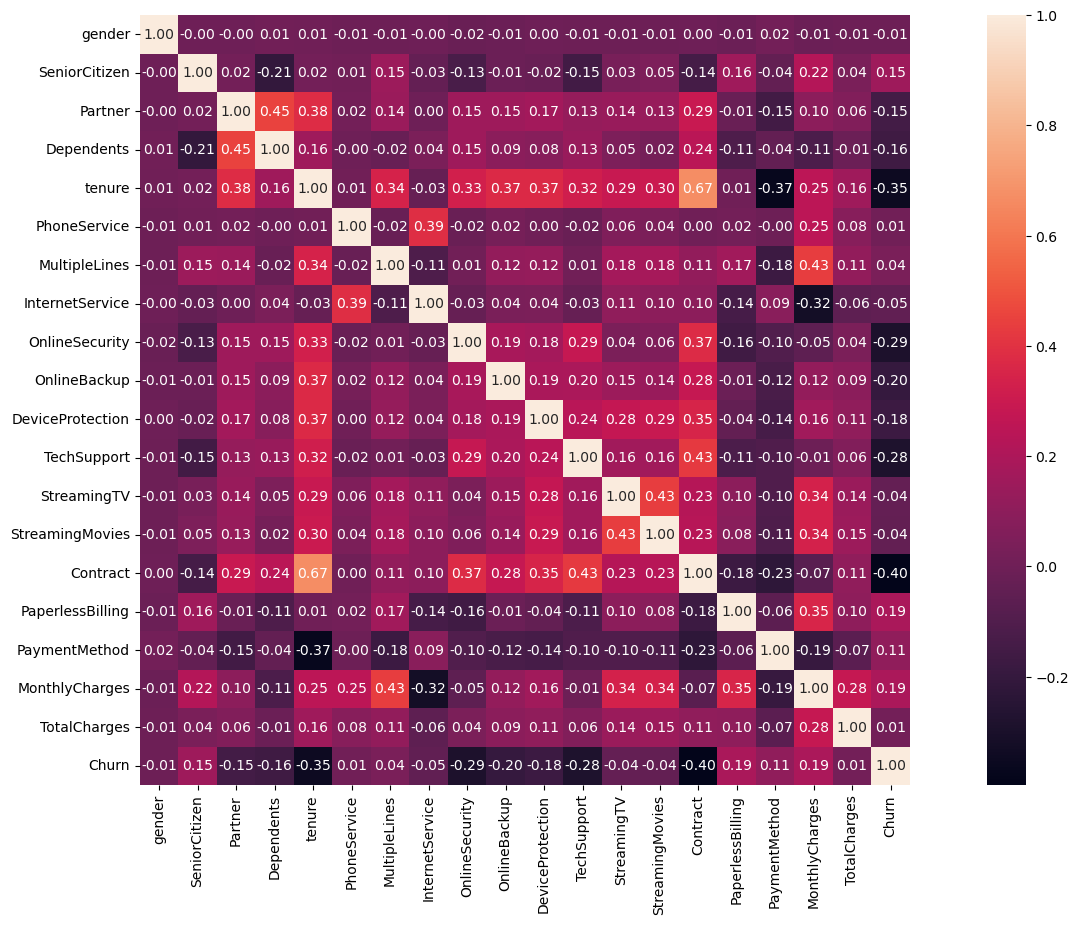 gender 1.00 -0.00 -0.00 0.01 0.01 -0.01 -0.01 -0.00 -0.02 -0.01 0.00 -0.01 -0.01 -0.01 0.00 -0.01 0.02 -0.01 -0.01 -0.01
SeniorCitizen -0.00 1.00 0.02 -0.21 0.02 0.01 0.15 -0.03 -0.13 -0.01 -0.02 -0.15 0.03 0.05 -0.14 0.16 -0.04 0.22 0.04 0.15
Partner -0.00 0.02 1.00 0.45 0.38 0.02 0.14 0.00 0.15 0.15 0.17 0.13 0.14 0.13 0.29 -0.01 -0.15 0.10 0.06 -0.15
Dependents 0.01 -0.21 0.45 1.00 0.16 -0.00 -0.02 0.04 0.15 0.09 0.08 0.13 0.05 0.02 0.24 -0.11 -0.04 -0.11 -0.01 -0.16
tenure 0.01 0.02 0.38 0.16 1.00 0.01 0.34 -0.03 0.33 0.37 0.37 0.32 0.29 0.30 0.67 0.01 -0.37 0.25 0.16 -0.35
PhoneService -0.01 0.01 0.02 -0.00 0.01 1.00 -0.02 0.39 -0.02 0.02 0.00 -0.02 0.06 0.04 0.00 0.02 -0.00 0.25 0.08 0.01
MultipleLines -0.01 0.15 0.14 -0.02 0.34 -0.02 1.00 -0.11 0.01 0.12 0.12 0.01 0.18 0.18 0.11 0.17 -0.18 0.43 0.11 0.04
InternetService -0.00 -0.03 0.00 0.04 -0.03 0.39 -0.11 1.00 -0.03 0.04 0.04 -0.03 0.11 0.10 0.10 -0.14 0.09 -0.32 -0.06 -0.05
OnlineSecurity -0.02 -0.13 0.15 0.15 0.33 -0.02 0.01 -0.03 1.00 0.19 0.18 0.29 0.04 0.06 0.37 -0.16 -0.10 -0.05 0.04 -0.29
OnlineBackup -0.01 -0.01 0.15 0.09 0.37 0.02 0.12 0.04 0.19 1.00 0.19 0.20 0.15 0.14 0.28 -0.01 -0.12 0.12 0.09 -0.20
DeviceProtection 0.00 -0.02 0.17 0.08 0.37 0.00 0.12 0.04 0.18 0.19 1.00 0.24 0.28 0.29 0.35 -0.04 -0.14 0.16 0.11 -0.18
TechSupport -0.01 -0.15 0.13 0.13 0.32 -0.02 0.01 -0.03 0.29 0.20 0.24 1.00 0.16 0.16 0.43 -0.11 -0.10 -0.01 0.06 -0.28
StreamingTV -0.01 0.03 0.14 0.05 0.29 0.06 0.18 0.11 0.04 0.15 0.28 0.16 1.00 0.43 0.23 0.10 -0.10 0.34 0.14 -0.04
StreamingMovies -0.01 0.05 0.13 0.02 0.30 0.04 0.18 0.10 0.06 0.14 0.29 0.16 0.43 1.00 0.23 0.08 -0.11 0.34 0.15 -0.04
Contract 0.00 -0.14 0.29 0.24 0.67 0.00 0.11 0.10 0.37 0.28 0.35 0.43 0.23 0.23 1.00 -0.18 -0.23 -0.07 0.11 -0.40
PaperlessBilling -0.01 0.16 -0.01 -0.11 0.01 0.02 0.17 -0.14 -0.16 -0.01 -0.04 -0.11 0.10 0.08 -0.18 1.00 -0.06 0.35 0.10 0.19
PaymentMethod 0.02 -0.04 -0.15 -0.04 -0.37 -0.00 -0.18 0.09 -0.10 -0.12 -0.14 -0.10 -0.10 -0.11 -0.23 -0.06 1.00 -0.19 -0.07 0.11
MonthlyCharges -0.01 0.22 0.10 -0.11 0.25 0.25 0.43 -0.32 -0.05 0.12 0.16 -0.01 0.34 0.34 -0.07 0.35 -0.19 1.00 0.28 0.19
TotalCharges -0.01 0.04 0.06 -0.01 0.16 0.08 0.11 -0.06 0.04 0.09 0.11 0.06 0.14 0.15 0.11 0.10 -0.07 0.28 1.00 0.01
Churn -0.01 0.15 -0.15 -0.16 -0.35 0.01 0.04 -0.05 -0.29 -0.20 -0.18 -0.28 -0.04 -0.04 -0.40 0.19 0.11 0.19 0.01 1.00
gender SeniorCitizen Partner Dependents tenure PhoneService MultipleLines InternetService OnlineSecurity OnlineBackup DeviceProtection TechSupport StreamingTV StreamingMovies Contract PaperlessBilling PaymentMethod MonthlyCharges TotalCharges Churn
1.0
0.8
0.6
0.4
0.2
0.0
−0.2